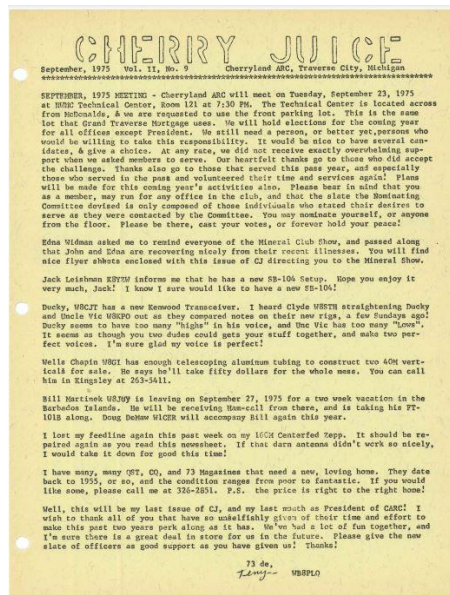 CHERRY JUICE
September, 1975 Vol. II, No. 9 Cherryland ARC, Traverse City, Michigan
SEPTEMBER, 1975 MEETING - Cherryland ARC will meet on Tuesday, September 23, 1975
at NWMC Technical Center, Room 121 at 7:30 PM. The Technical Center is located across
from McDonalds, & we are requested to use the front parking lot. This is the same
lot that Grand Traverse Mortgage uses. We will hold elections for the coming year
for all offices except President. We still need a person, or better yet,persons who
would be willing to take this responsibility. It would be nice to have several can-
idates, & give a choice. At any rate, we did not receive exactly overwhelming sup-
port when we asked members to serve. Our heartfelt thanks go to those who did accept
the challenge. Thanks also go to those that served this pass year, and especially
those who served in the past and volunteered their time and services again! Plans
will be made for this coming year's activities also. Please bear in mind that you
as a member, may run for any office in the club, and that the slate the Nominating
Committee devised is only composed of those individuals who stated their desires to
serve as they were contacted by the Committee. You may nominate yourself, or anyone
from the floor. Please be there, cast your votes, or forever hold your peace!
Edna Widman asked me to remind everyone of the Mineral Club Show, and passed along
that John and Edna are recovering nicely from their recent illnesses. You will find
nice flyer shhets enclosed with this issue of CJ directing you to the Mineral Show.
Jack Leishman K8YZW informs me that he has a new SB-104 Setup. Hope you enjoy it
very much, Jack! I know I sure would like to have a new SB-104!
Ducky, W8CJT has a new Kenwood Transceiver. I heard Clyde W8STH straightening Ducky
and Uncle Vic W8KPO out as they compared notes on their new rigs, a few Sundays ago!
Ducky seems to have too many "highs" in his voice, and Unc Vic has too many "Lows".
It seems as though you two dudes could gets your stuff together, and make two per-
fect voices. I'm sure glad my voice is perfect!
Wells Chapin W8GI has enough telescoping aluminum tubing to construct two 40M vert-
icals for sale. He says he'll take fifty dollars for the whole mess. You can call
him in Kingsley at 263-5411.
Bill Martinek W8JUY is leaving on September 27, 1975 for a two week vacation in the
Barbados Islands. He will be receiving Ham-call from there, and is taking his FT-
101B along. Doug DeMaw W1CER will accompany Bill again this year.
I lost my feedline again this past week on my 160M Centerfed Zepp. It should be re-
paired again as you read this newsheet. If that darn antenna didn't work so nicely,
I would take it down for good this time!
I have many, many QST, CQ, and 73 Magazines that need a new, loving home. They date
back to 1955, or so, and the condition ranges from poor to fantastic. If you would
like some, please call me at 326-2851. P.S. the price is right to the right home!
Well, this will be my last issue of CJ, and my last mouth as President of CARC! I
wish to thank all of you that have so unselfishly given of their time and effort to
make this past two years perk along as it has. We've had a lot of fun together, and
I'm sure there is a great deal in store for us in the future. Please give the new
slate of officers as good support as you have given us! Thanks!
73 de,
WB8PLO